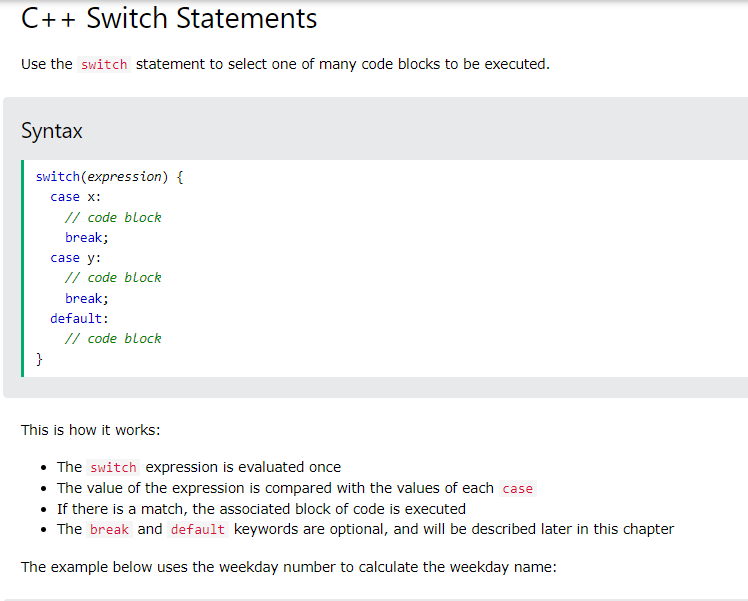 C++ Switch Statements
Use the switch statement to select one of many code blocks to be executed.
Syntax
switch(expression) {
  case x:
    // code block
    break;
  case y:
    // code block
    break;
  default:
    // code block
}
This is how it works:
• The switch expression is evaluated once
• The value of the expression is compared with the values of each case
• If there is a match, the associated block of code is executed
• The break and default keywords are optional, and will be described later in this chapter
The example below uses the weekday number to calculate the weekday name: